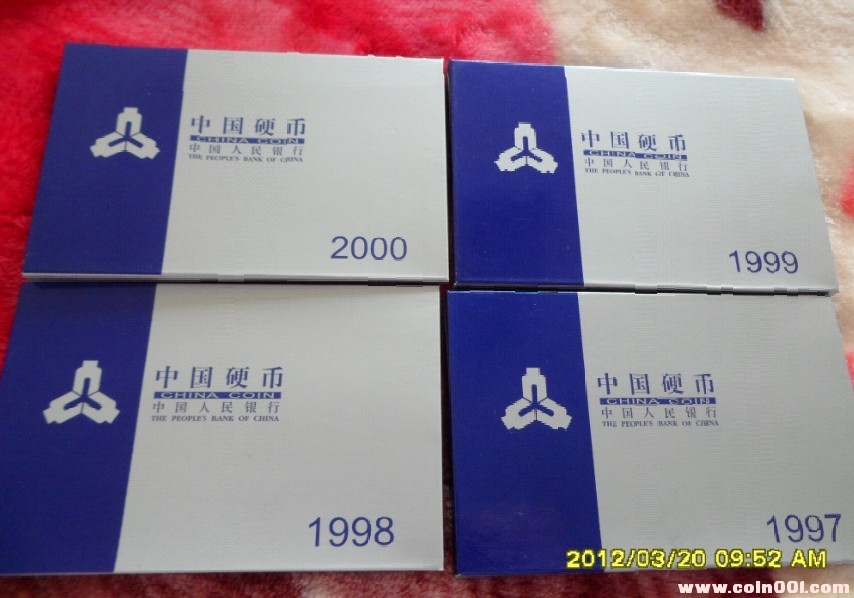 中国硬币
CHINA COIN
中国人民银行
THE PEOPLE'S BANK OF CHINA
2000
中国硬币
CHINA COIN
中国人民银行
THE PEOPLE'S BANK OF CHINA
1999
中国硬币
CHINA COIN
中国人民银行
THE PEOPLE'S BANK OF CHINA
1998
中国硬币
CHINA COIN
中国人民银行
THE PEOPLE'S BANK OF CHINA
1997
2012/03/20 09:52 AM
www.coin001.com